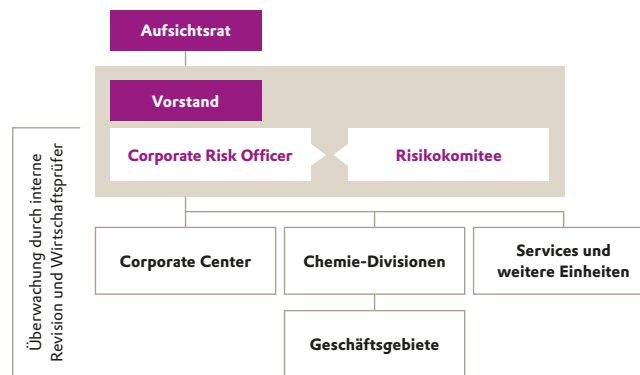 Aufsichtsrat
Vorstand
Corporate Risk Officer
Risikokomitee
Überwachung durch interne
Revision und Wirtschaftsprüfer
Corporate Center
Chemie-Divisionen
Services und
weitere Einheiten
Geschäftsgebiete